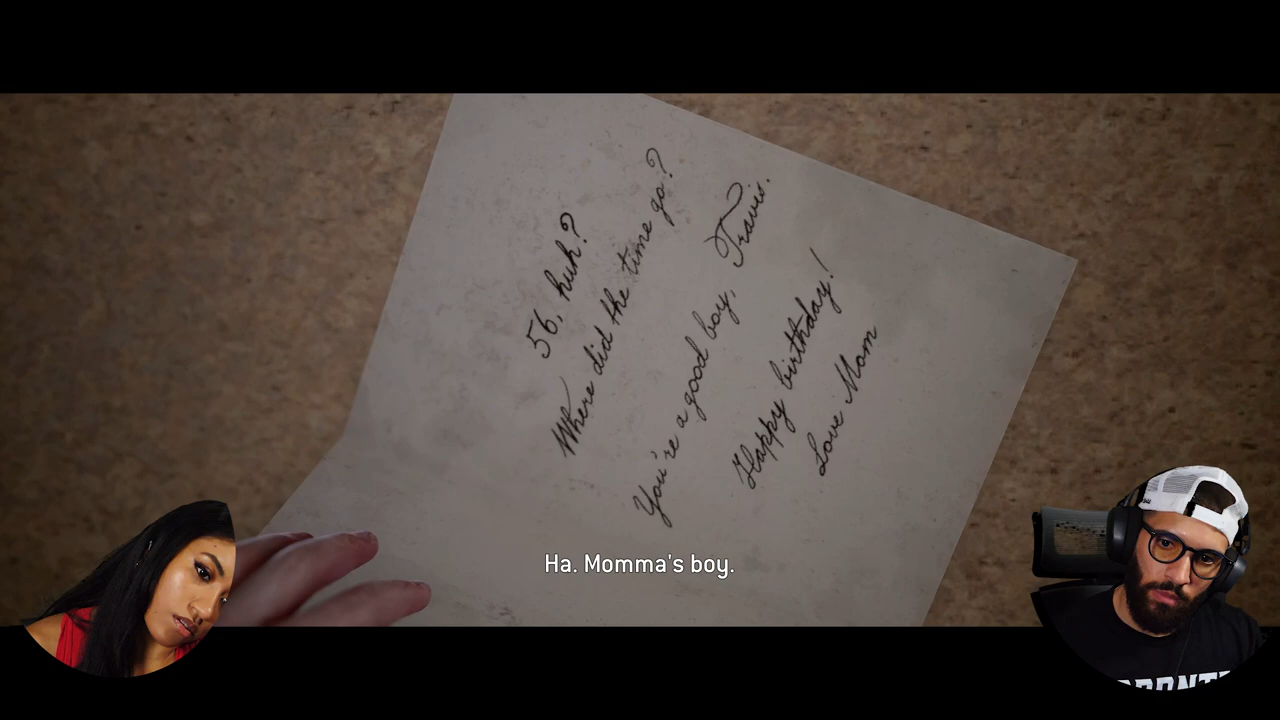 56, huh?
Where did the time go?
You're a good boy, Travis.
Happy birthday!
Love Mom
Ha. Momma's boy.